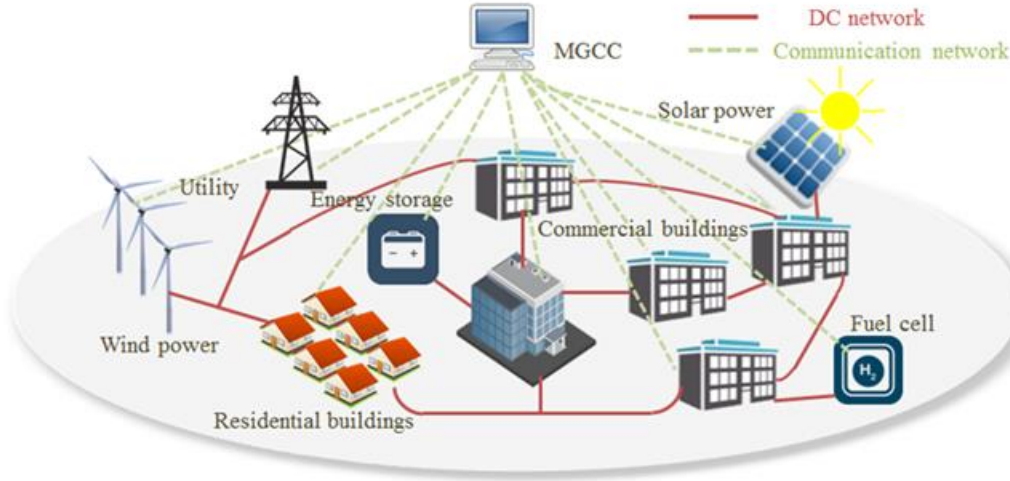 DC network
MGCC
Communication network
Solar power
Utility
Energy storage
Commercial buildings
Wind power
Fuel cell
H2
Residential buildings